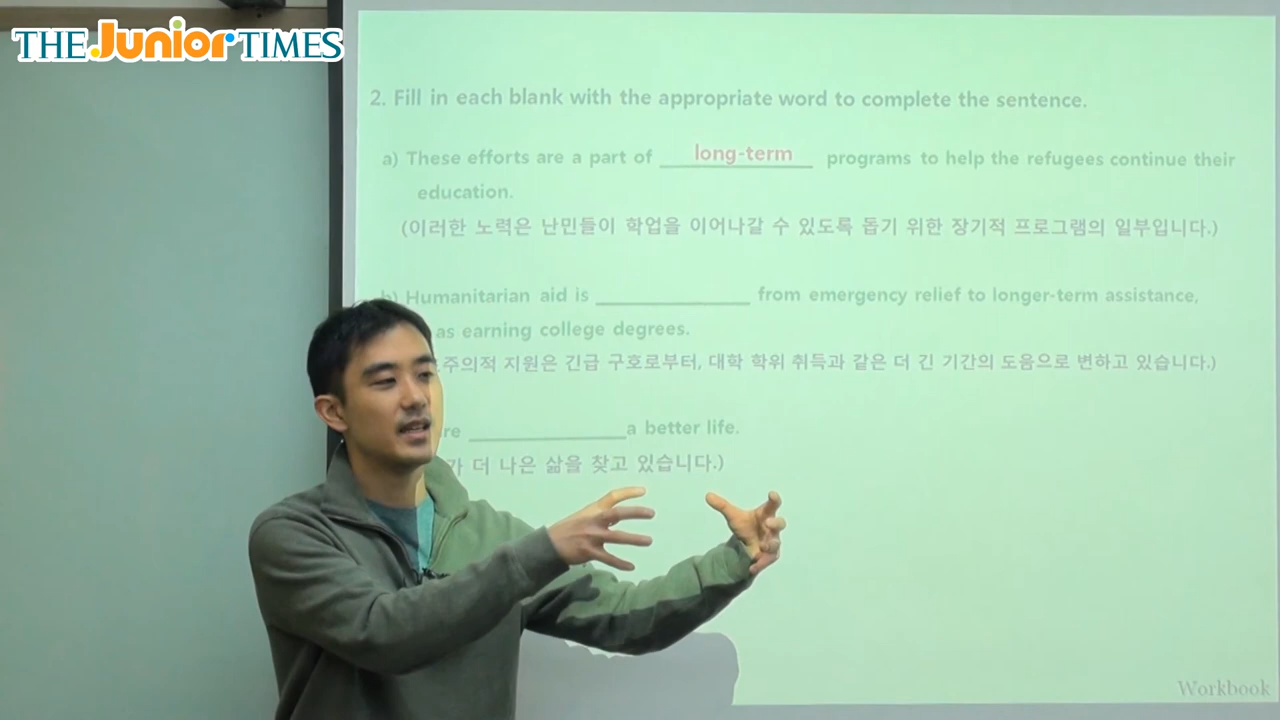 THE Junior TIMES
2. Fill in each blank with the appropriate word to complete the sentence.
a) These efforts are a part of long-term programs to help the refugees continue their
education.
(이러한 노력은 난민들이 학업을 이어나갈 수 있도록 돕기 위한 장기적 프로그램의 일부입니다.)
b) Humanitarian aid is ______________ from emergency relief to longer-term assistance,
as earning college degrees.
주의적 지원은 긴급 구호로부터, 대학 학위 취득과 같은 더 긴 기간의 도움으로 변하고 있습니다.)
re ______________ a better life.
가 더 나은 삶을 찾고 있습니다.)
Workbook